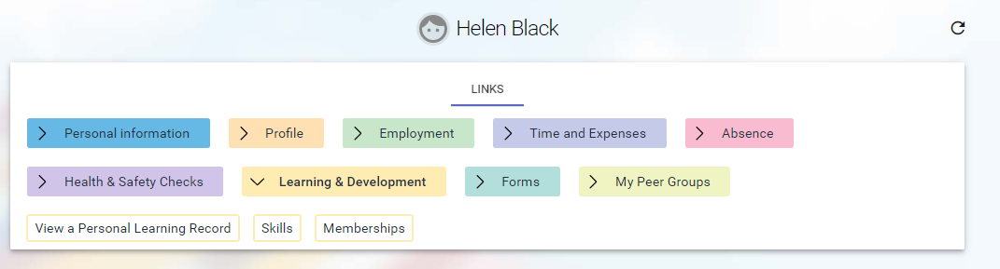 Helen Black
LINKS
Personal information
Profile
Employment
Time and Expenses
Absence
Health & Safety Checks
Learning & Development
Forms
My Peer Groups
View a Personal Learning Record
Skills
Memberships